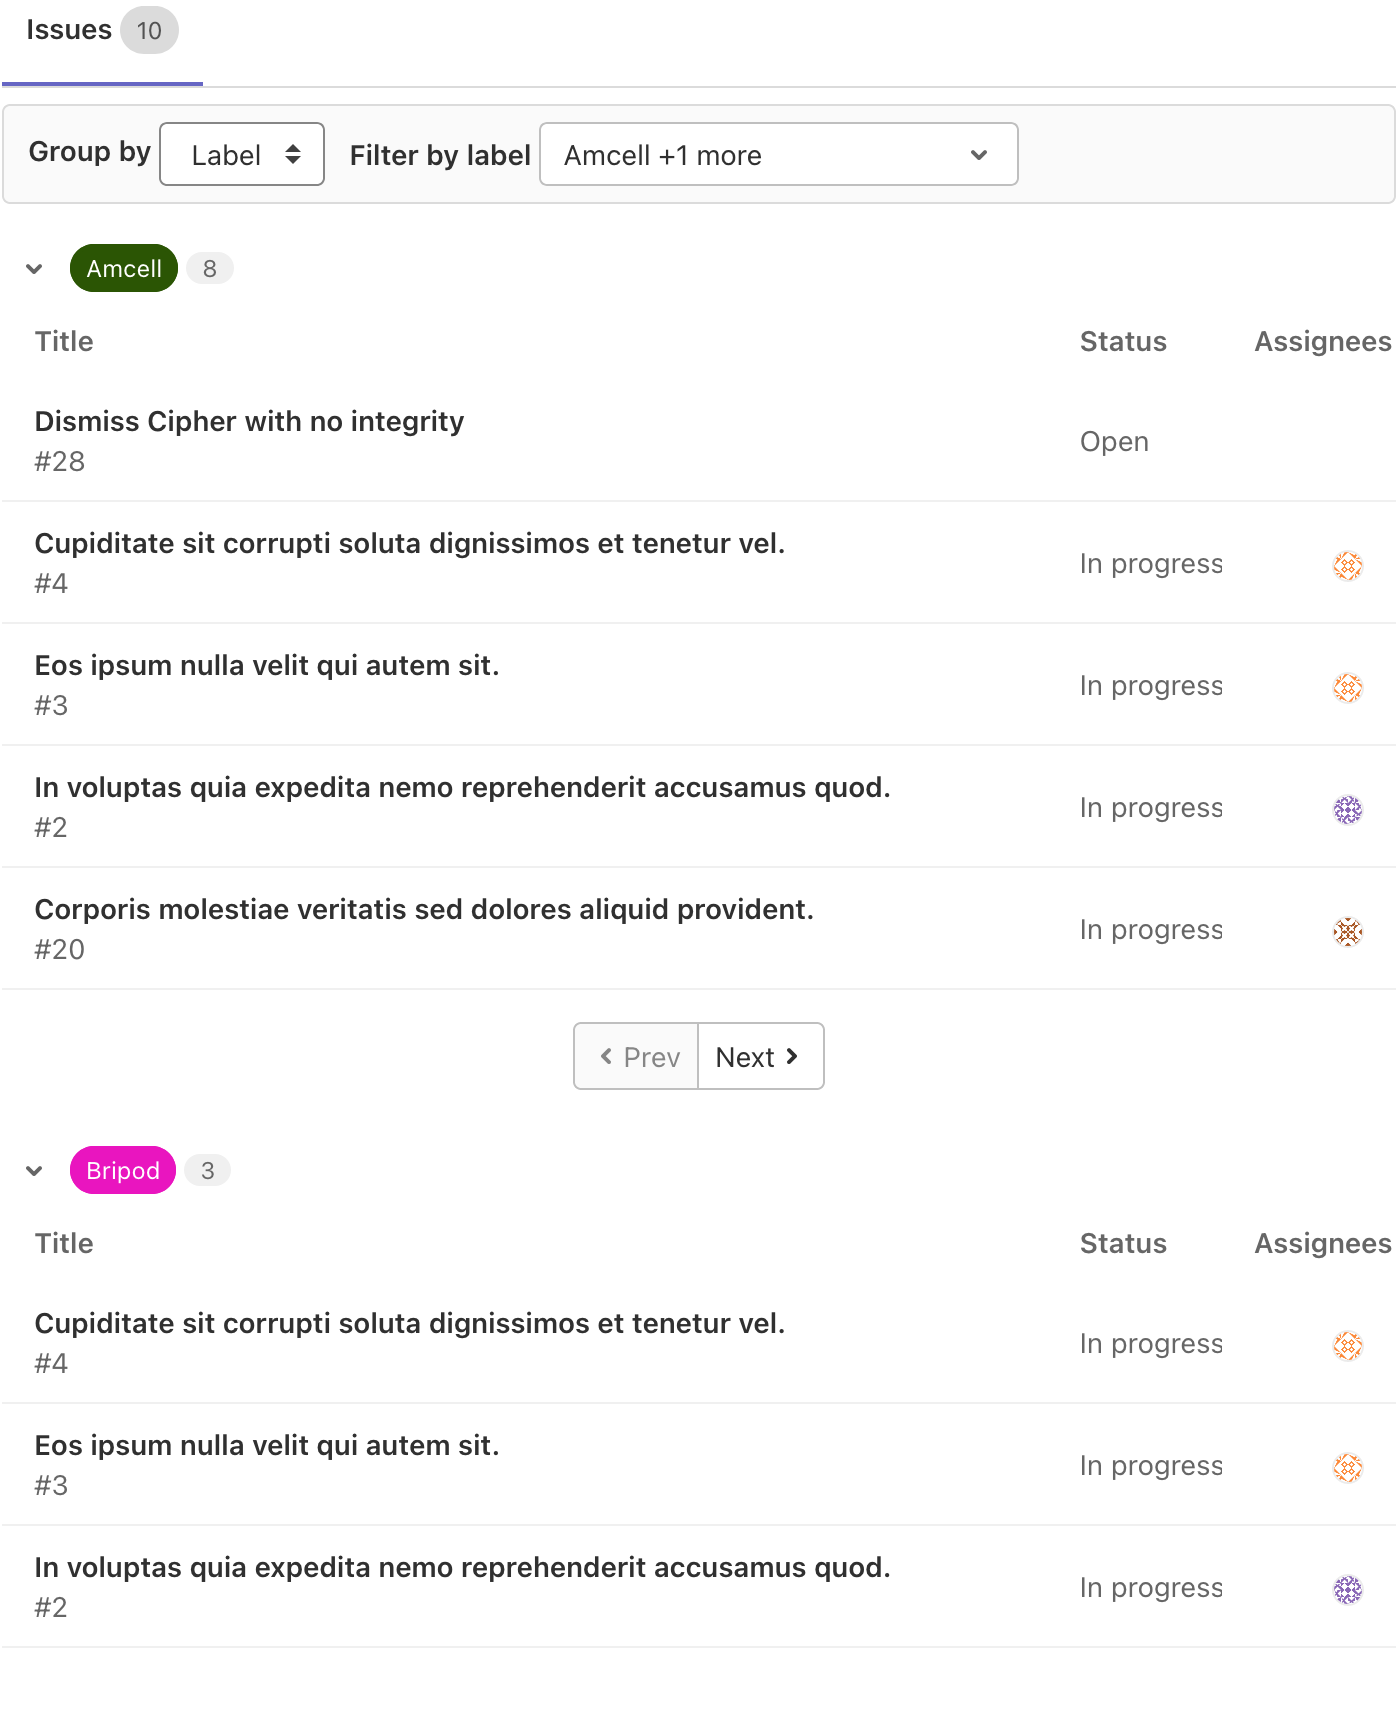 Issues 10
Group by Label Filter by label Amcell +1 more
Amcell 8
Title Status Assignees
Dismiss Cipher with no integrity
#28
Open
Cupiditate sit corrupti soluta dignissimos et tenetur vel.
#4
In progress
Eos ipsum nulla velit qui autem sit.
#3
In progress
In voluptas quia expedita nemo reprehenderit accusamus quod.
#2
In progress
Corporis molestiae veritatis sed dolores aliquid provident.
#20
In progress
Prev Next
Bripod 3
Title Status Assignees
Cupiditate sit corrupti soluta dignissimos et tenetur vel.
#4
In progress
Eos ipsum nulla velit qui autem sit.
#3
In progress
In voluptas quia expedita nemo reprehenderit accusamus quod.
#2
In progress